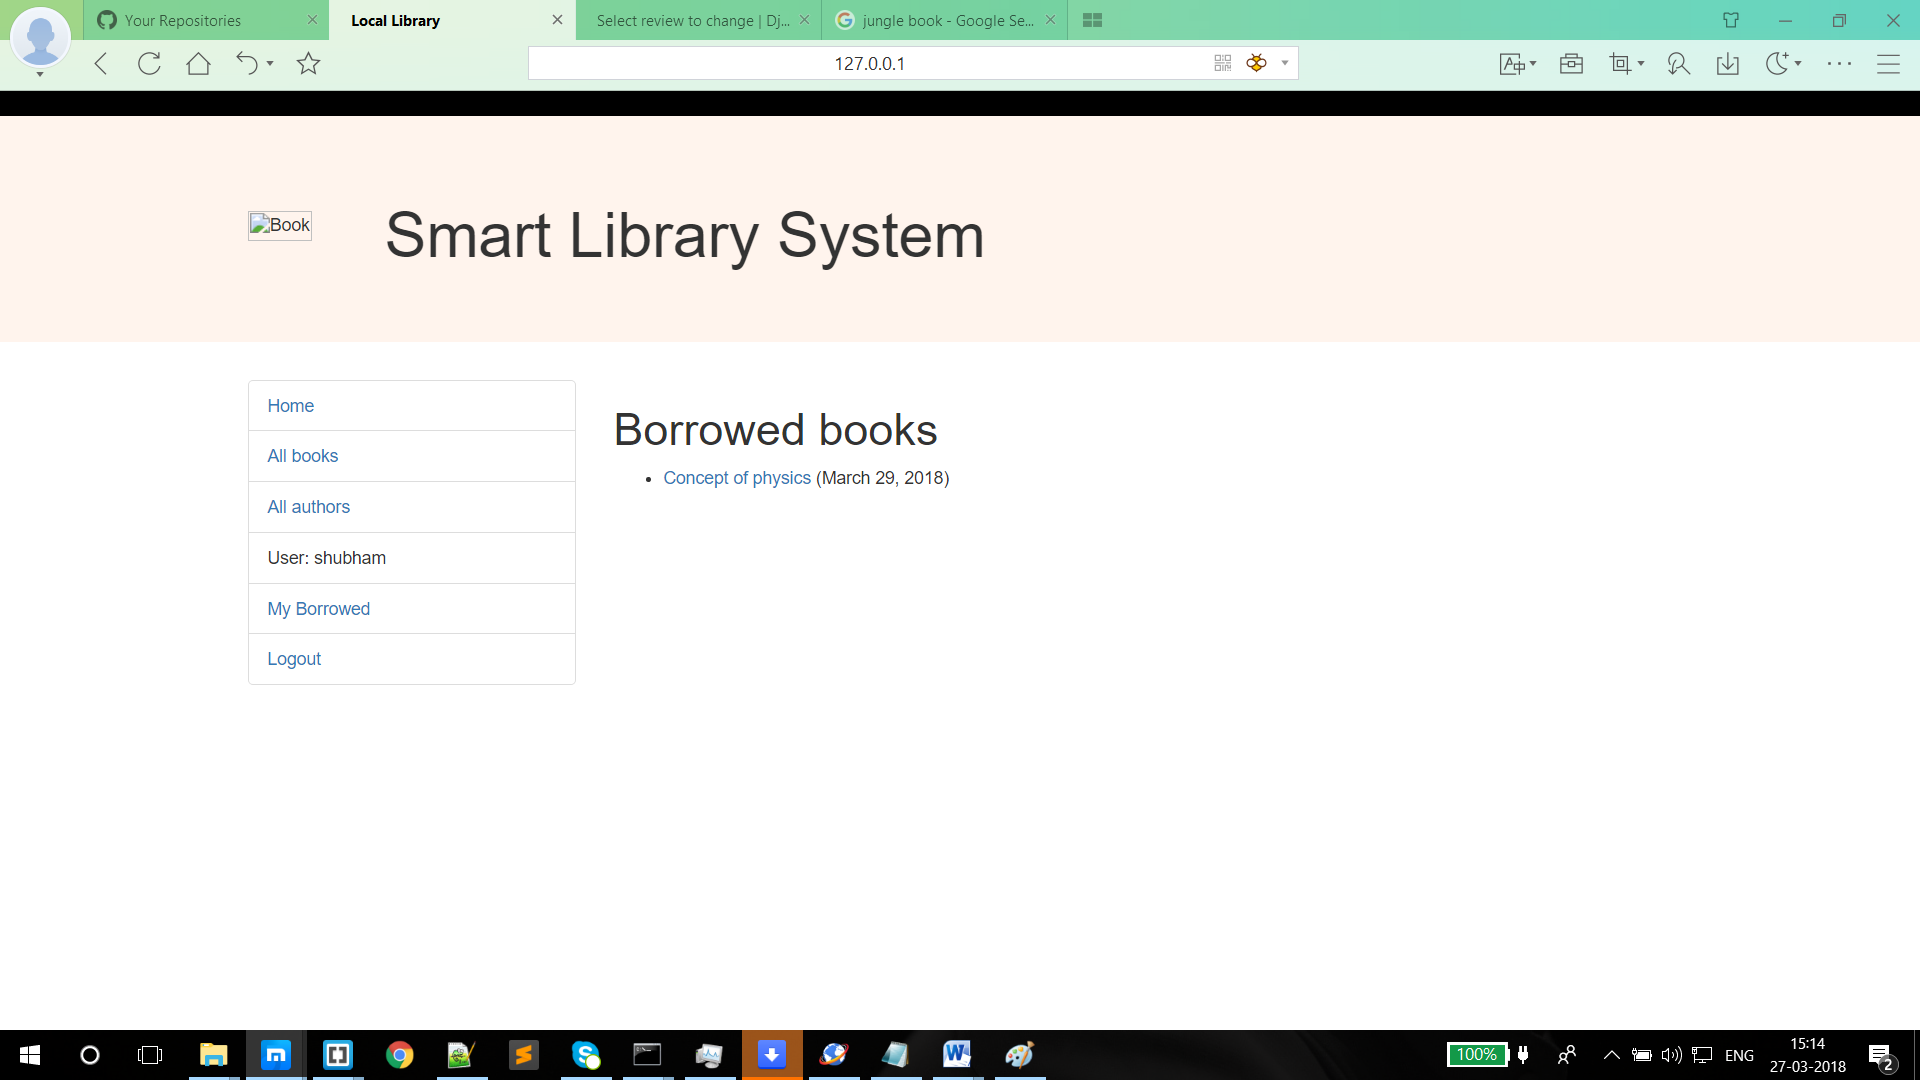 Your Repositories
Local Library
Select review to change | Dj...
jungle book - Google Se...
127.0.0.1
Book
Smart Library System
Home
All books
All authors
User: shubham
My Borrowed
Logout
Borrowed books
Concept of physics (March 29, 2018)
100%
ENG
15:14
27-03-2018
2